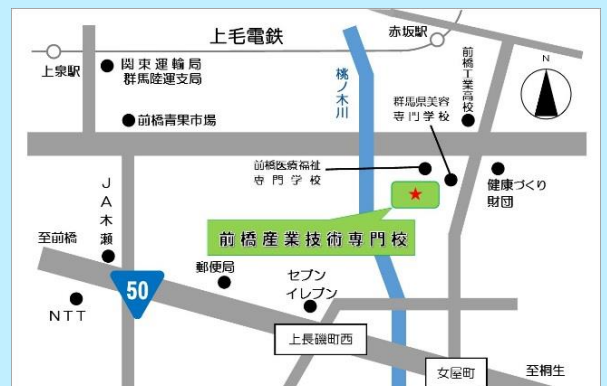 上毛電鉄
赤坂駅
上泉駅
関東運輸局
群馬陸運支局
桃ノ木川
前橋工業高校
N
群馬県美容
専門学校
前橋青果市場
前橋医療福祉
専門学校
健康づくり
財団
★
JA木瀬
前橋産業技術専門校
至前橋
50
郵便局
セブン
イレブン
NTT
上長磯町西
女屋町
至桐生